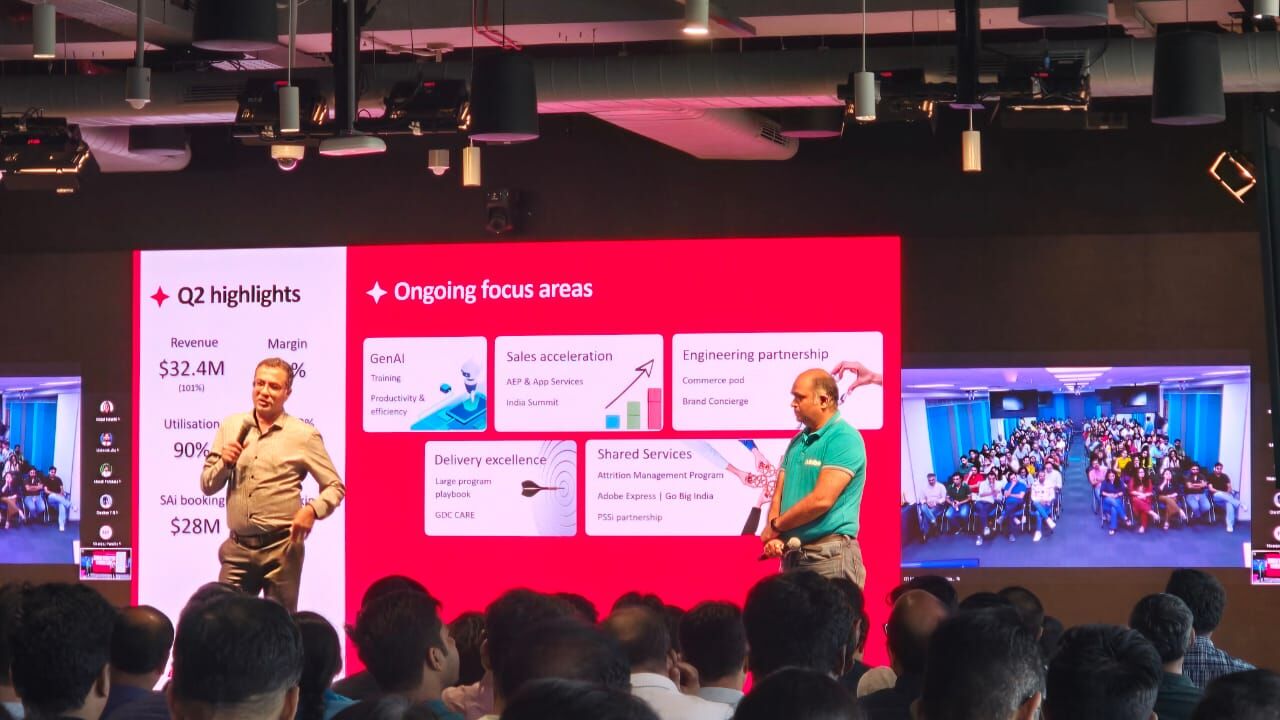 Q2 highlights
Revenue
$32.4M
(101%)
Margin
%
Utilisation
90%
%
SAi booking
$28M
Ongoing focus areas
GenAI
Training
Productivity &
efficiency
Sales acceleration
AEP & App Services
India Summit
Engineering partnership
Commerce pod
Brand Concierge
Delivery excellence
Large program
playbook
GDC CARE
Shared Services
Attrition Management Program
Adobe Express | Go Big India
PSSi partnership